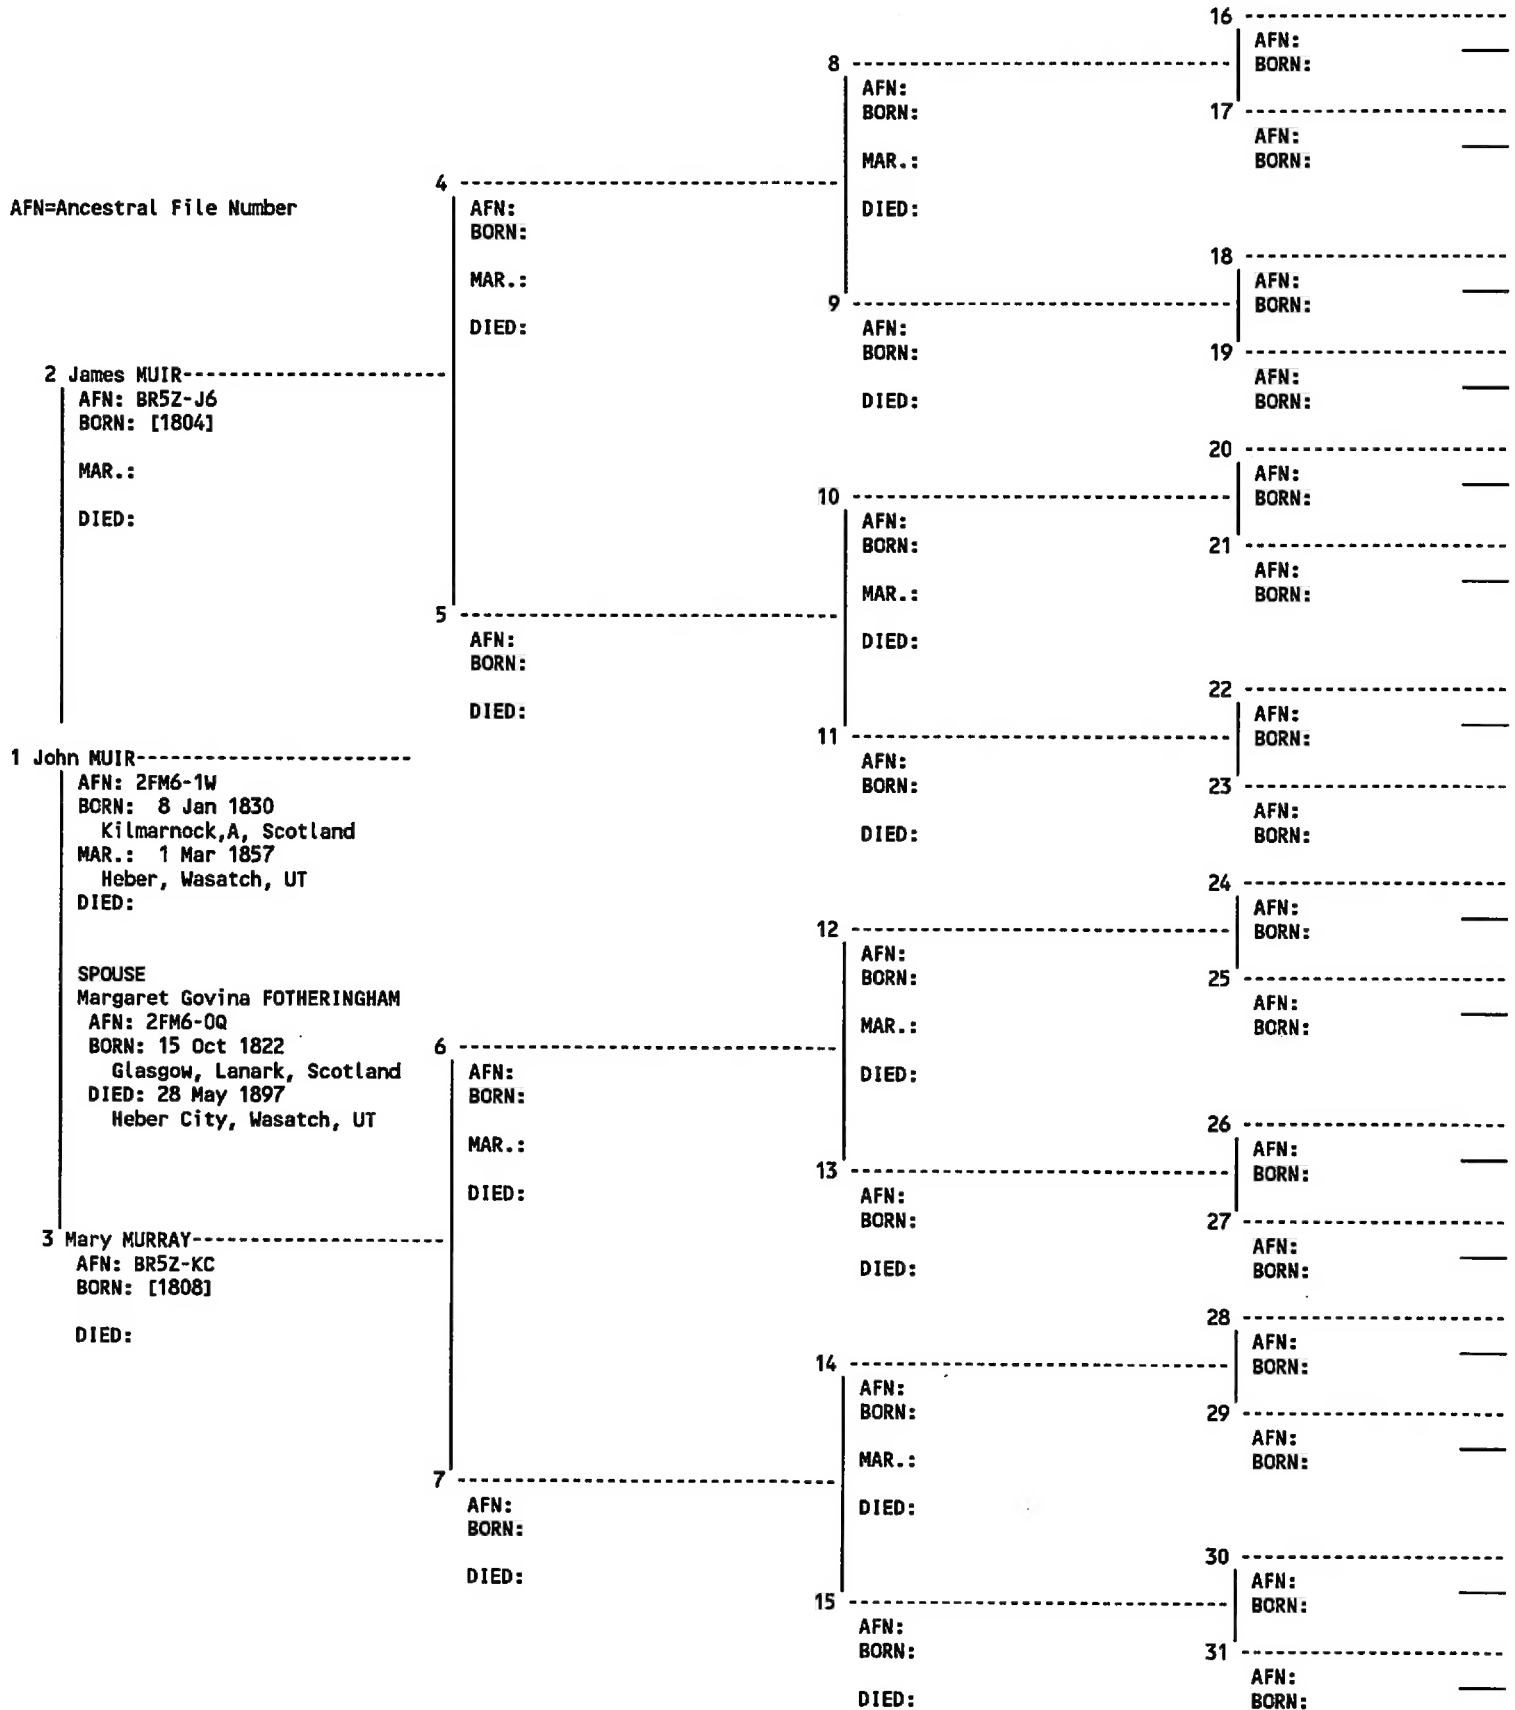 AFN=Ancestral File Number
1 John MUIR
AFN: 2FM6-1W
BORN: 8 Jan 1830
Kilmarnock,A, Scotland
MAR.: 1 Mar 1857
Heber, Wasatch, UT
DIED:
SPOUSE
Margaret Govina FOTHERINGHAM
AFN: 2FM6-0Q
BORN: 15 Oct 1822
Glasgow, Lanark, Scotland
DIED: 28 May 1897
Heber City, Wasatch, UT
2 James MUIR
AFN: BR5Z-J6
BORN: [1804]
MAR.:
DIED:
3 Mary MURRAY
AFN: BR5Z-KC
BORN: [1808]
DIED:
4
AFN:
BORN:
MAR.:
DIED:
5
AFN:
BORN:
DIED:
6
AFN:
BORN:
MAR.:
DIED:
7
AFN:
BORN:
DIED:
8
AFN:
BORN:
MAR.:
DIED:
9
AFN:
BORN:
DIED:
10
AFN:
BORN:
MAR.:
DIED:
11
AFN:
BORN:
DIED:
12
AFN:
BORN:
MAR.:
DIED:
13
AFN:
BORN:
DIED:
14
AFN:
BORN:
MAR.:
DIED:
15
AFN:
BORN:
DIED:
16
AFN:
BORN:
17
AFN:
BORN:
18
AFN:
BORN:
19
AFN:
BORN:
20
AFN:
BORN:
21
AFN:
BORN:
22
AFN:
BORN:
23
AFN:
BORN:
24
AFN:
BORN:
25
AFN:
BORN:
26
AFN:
BORN:
27
AFN:
BORN:
28
AFN:
BORN:
29
AFN:
BORN:
30
AFN:
BORN:
31
AFN:
BORN: